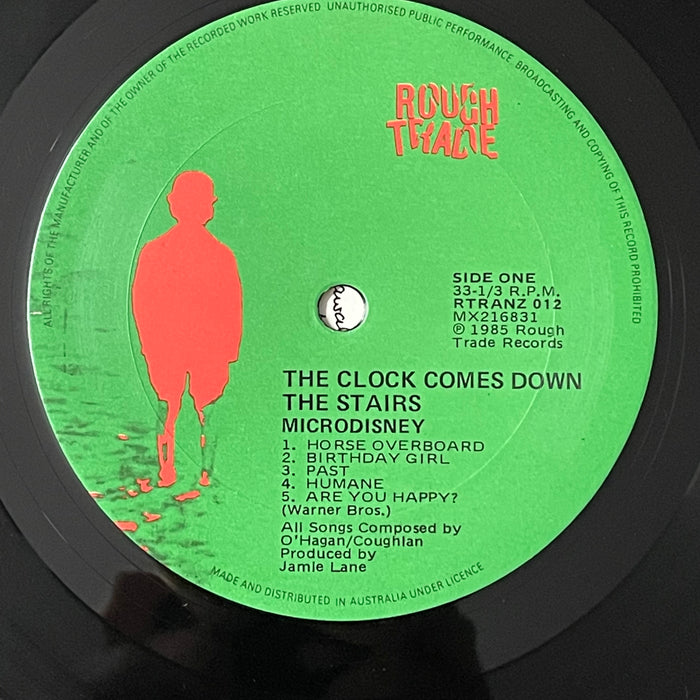 ALL RIGHTS OF THE MANUFACTURER AND OF THE OWNER OF THE RECORDED WORK RESERVED UNAUTHORISED PUBLIC PERFORMANCE BROADCASTING AND COPYING OF THIS RECORD PROHIBITED
ROUGH
TRADE
SIDE ONE
33-1/3 R.P.M.
RTRANZ 012
MX216831
℗ 1985 Rough
Trade Records
THE CLOCK COMES DOWN
THE STAIRS
MICRODISNEY
1. HORSE OVERBOARD
2. BIRTHDAY GIRL
3. PAST
4. HUMANE
5. ARE YOU HAPPY?
(Warner Bros.)
All Songs Composed by
O'Hagan/Coughlan
Produced by
Jamie Lane
MADE AND DISTRIBUTED IN AUSTRALIA UNDER LICENCE